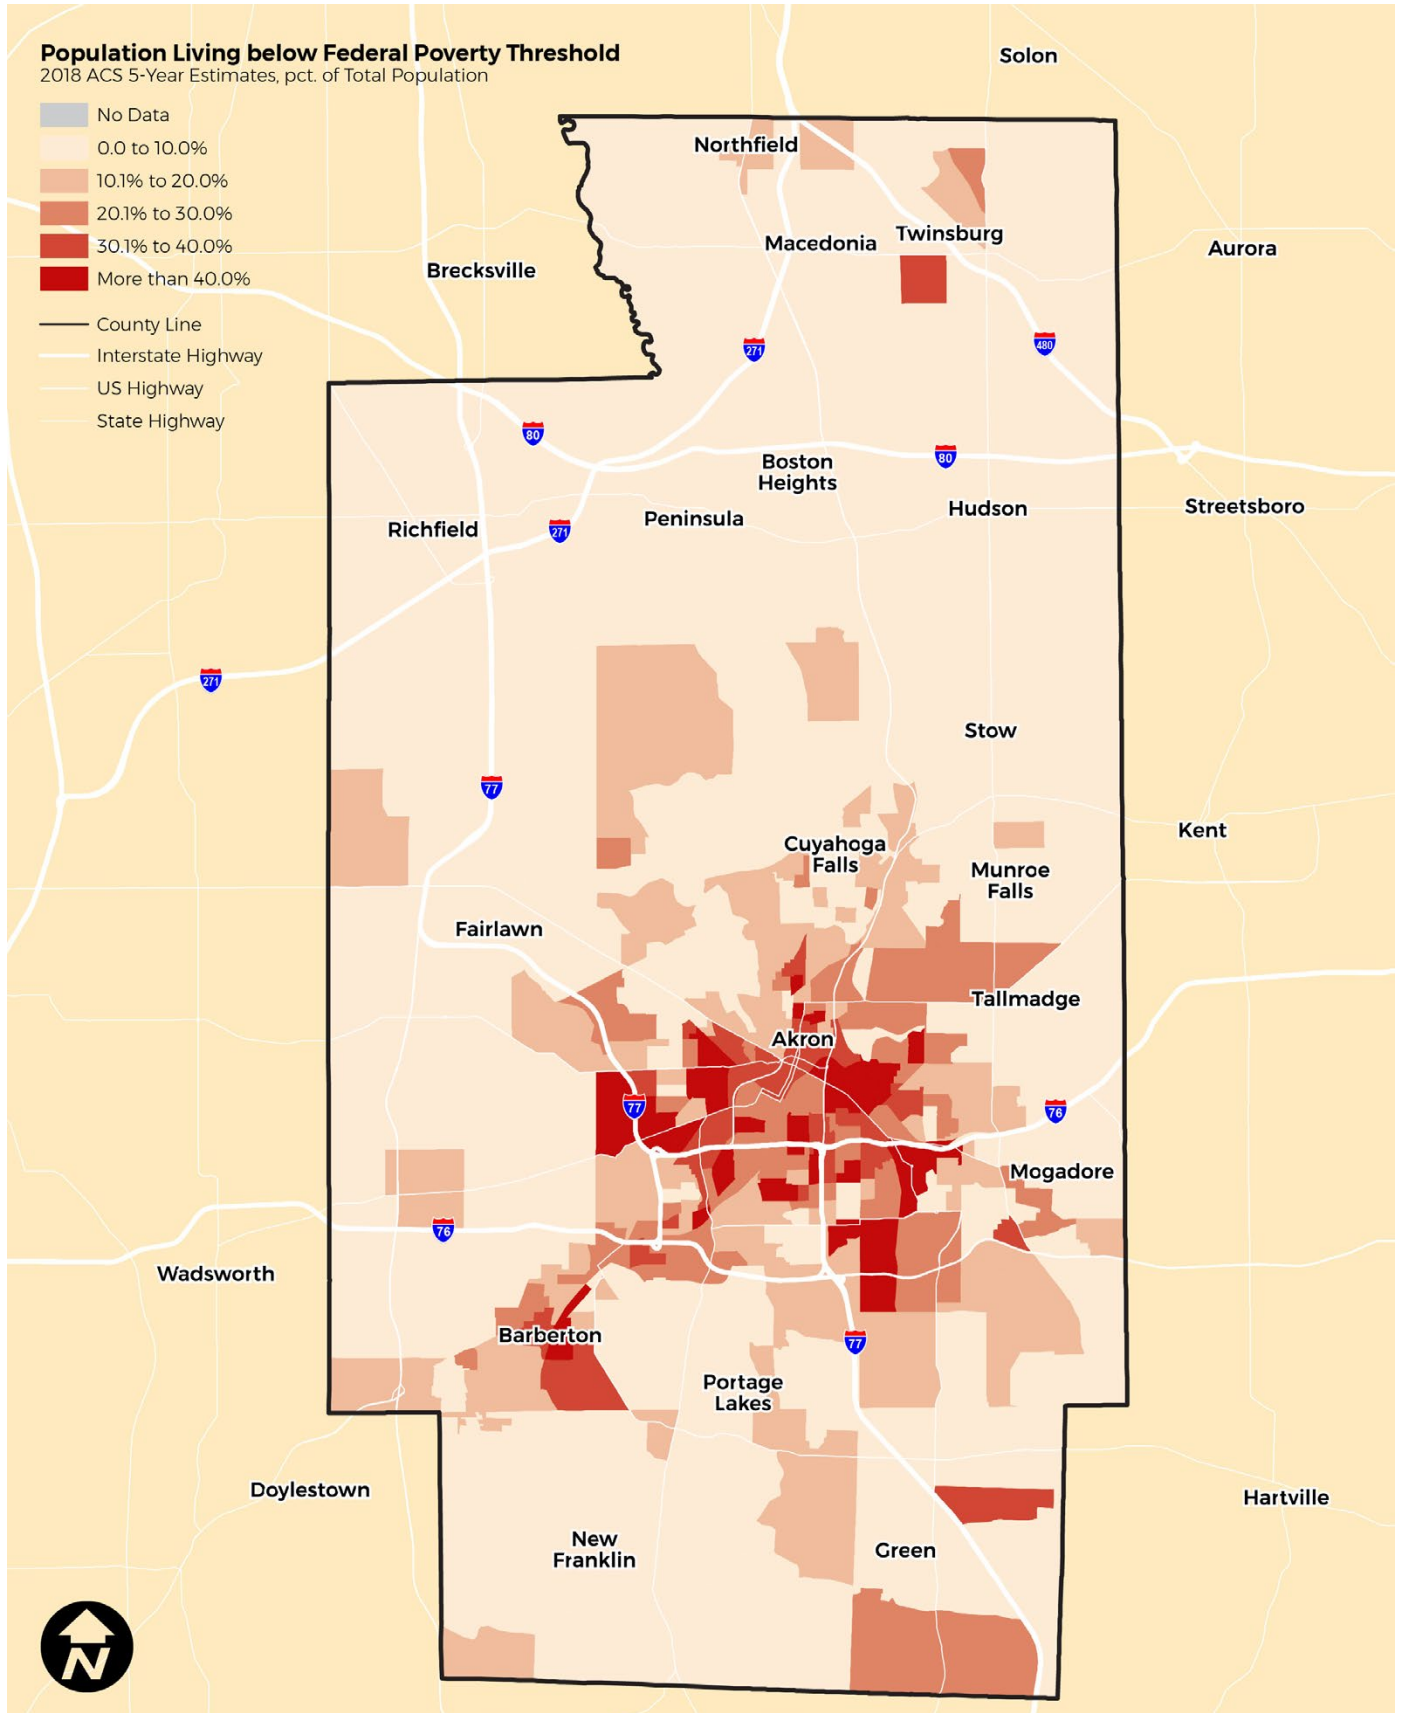 Population Living below Federal Poverty Threshold
2018 ACS 5-Year Estimates, pct. of Total Population
No Data
0.0 to 10.0%
10.1% to 20.0%
20.1% to 30.0%
30.1% to 40.0%
More than 40.0%
County Line
Interstate Highway
US Highway
State Highway
Solon
Northfield
Twinsburg
Macedonia
Aurora
Brecksville
271
480
80
80
Boston
Heights
Hudson
Streetsboro
Peninsula
Richfield
271
271
Stow
77
Kent
Cuyahoga
Falls
Munroe
Falls
Fairlawn
Tallmadge
Akron
77
76
Mogadore
76
Wadsworth
Barberton
77
Portage
Lakes
Doylestown
Hartville
New
Franklin
Green
N